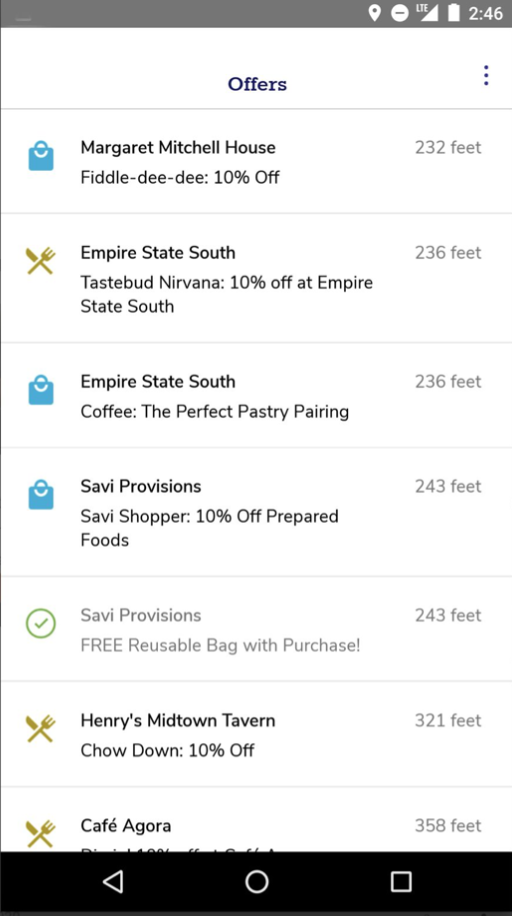 LTE 2:46
Offers
Margaret Mitchell House 232 feet
Fiddle-dee-dee: 10% Off
Empire State South 236 feet
Tastebud Nirvana: 10% off at Empire
State South
Empire State South 236 feet
Coffee: The Perfect Pastry Pairing
Savi Provisions 243 feet
Savi Shopper: 10% Off Prepared
Foods
Savi Provisions 243 feet
FREE Reusable Bag with Purchase!
Henry's Midtown Tavern 321 feet
Chow Down: 10% Off
Café Agora 358 feet